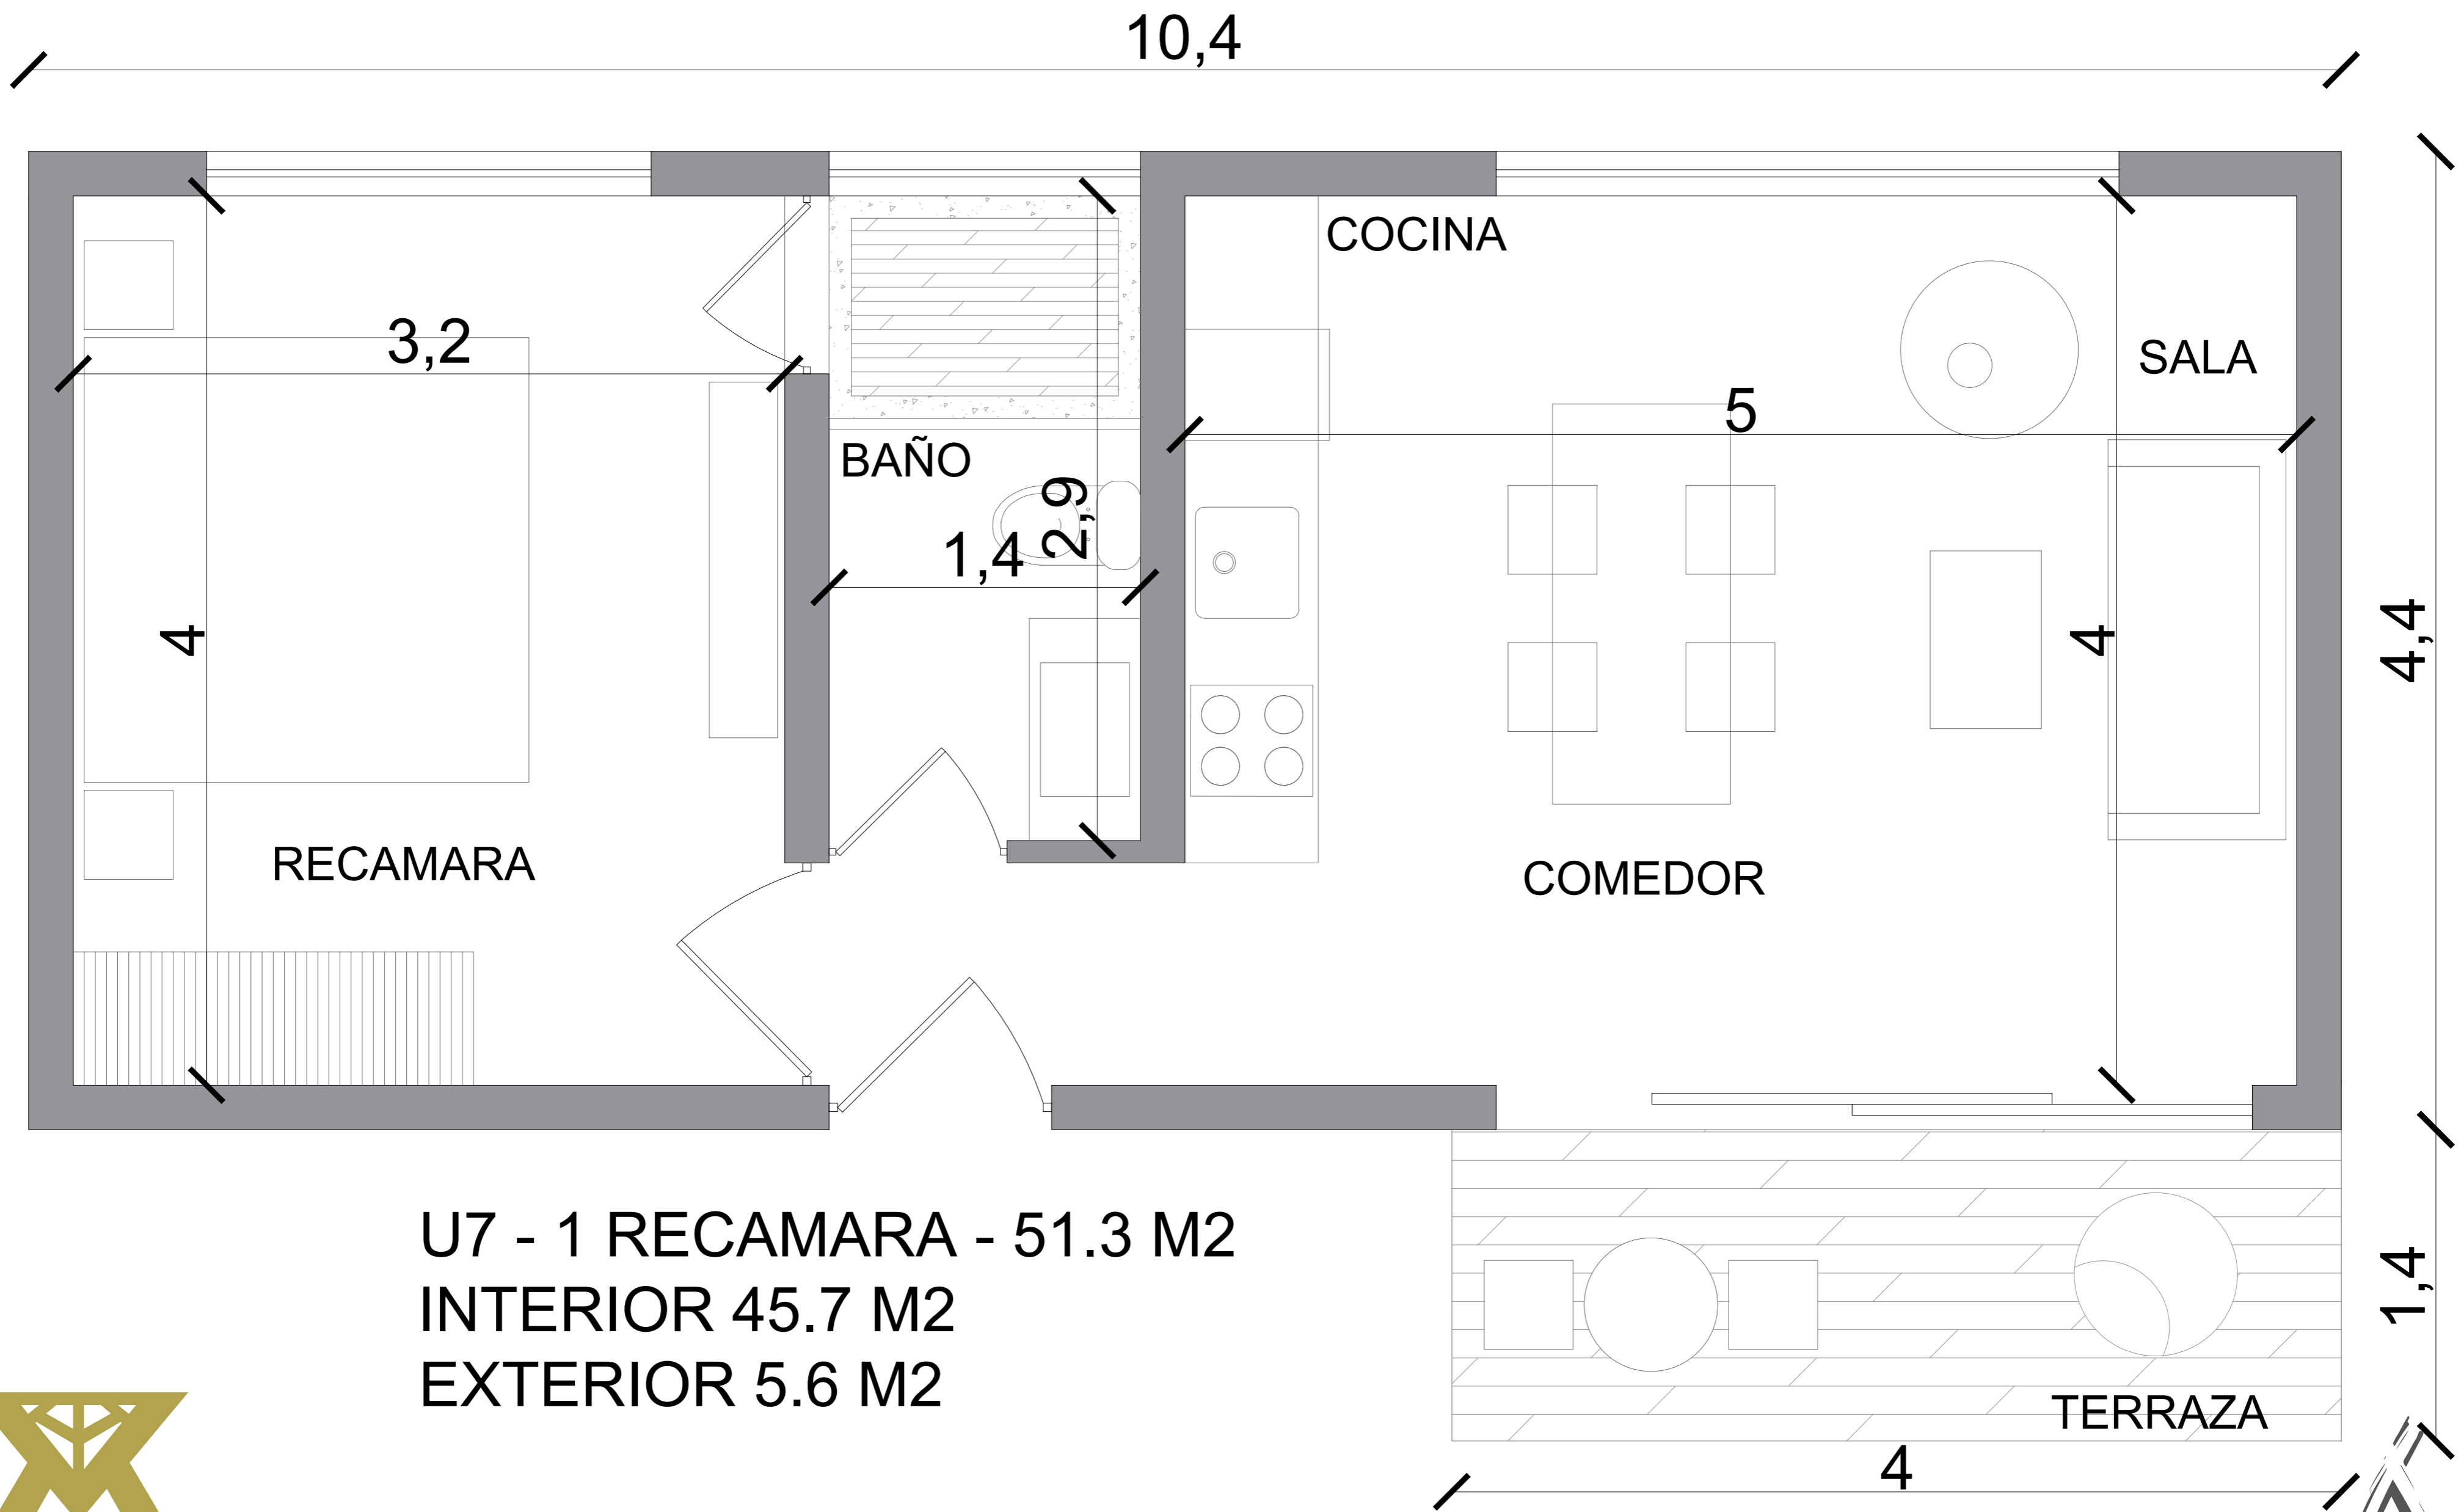 10,4
COCINA
3,2
SALA
5
BAÑO
2,9
1,4
4
4
4,4
RECAMARA
COMEDOR
U7 - 1 RECAMARA - 51.3 M2
INTERIOR 45.7 M2
EXTERIOR 5.6 M2
1,4
TERRAZA
4